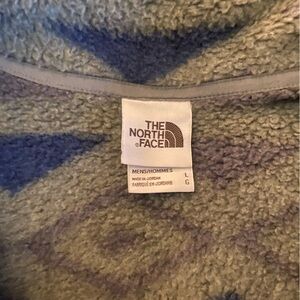 THE
NORTH
FACE
MENS/HOMMES L
MADE IN JORDAN
FABRIQUÉ EN JORDANIE G